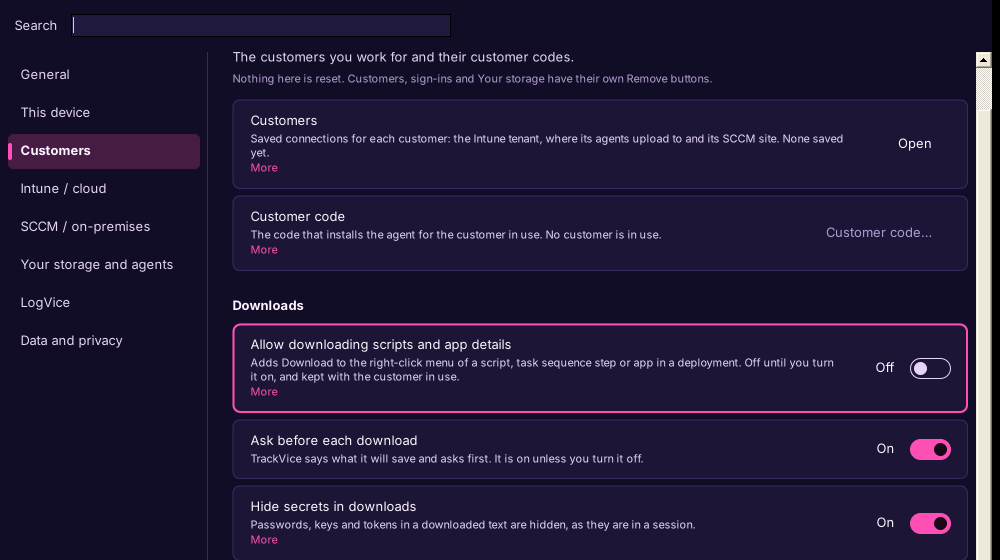 Search
General
This device
Customers
Intune / cloud
SCCM / on-premises
Your storage and agents
LogVice
Data and privacy
The customers you work for and their customer codes.
Nothing here is reset. Customers, sign-ins and Your storage have their own Remove buttons.
Customers
Saved connections for each customer: the Intune tenant, where its agents upload to and its SCCM site. None saved
yet.
More
Open
Customer code
The code that installs the agent for the customer in use. No customer is in use.
More
Customer code...
Downloads
Allow downloading scripts and app details
Adds Download to the right-click menu of a script, task sequence step or app in a deployment. Off until you turn
it on, and kept with the customer in use.
More
Off
Ask before each download
TrackVice says what it will save and asks first. It is on unless you turn it off.
On
Hide secrets in downloads
Passwords, keys and tokens in a downloaded text are hidden, as they are in a session.
More
On